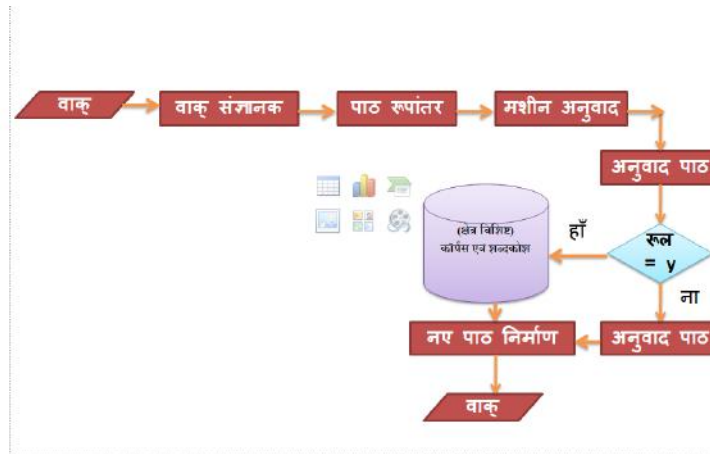 वाक्
वाक् संज्ञानक
पाठ रूपांतर
मशीन अनुवाद
अनुवाद पाठ
रूल
= y
हाँ
(क्षेत्र विशिष्ट)
कॉर्पस एवं शब्दकोश
ना
अनुवाद पाठ
नए पाठ निर्माण
वाक्